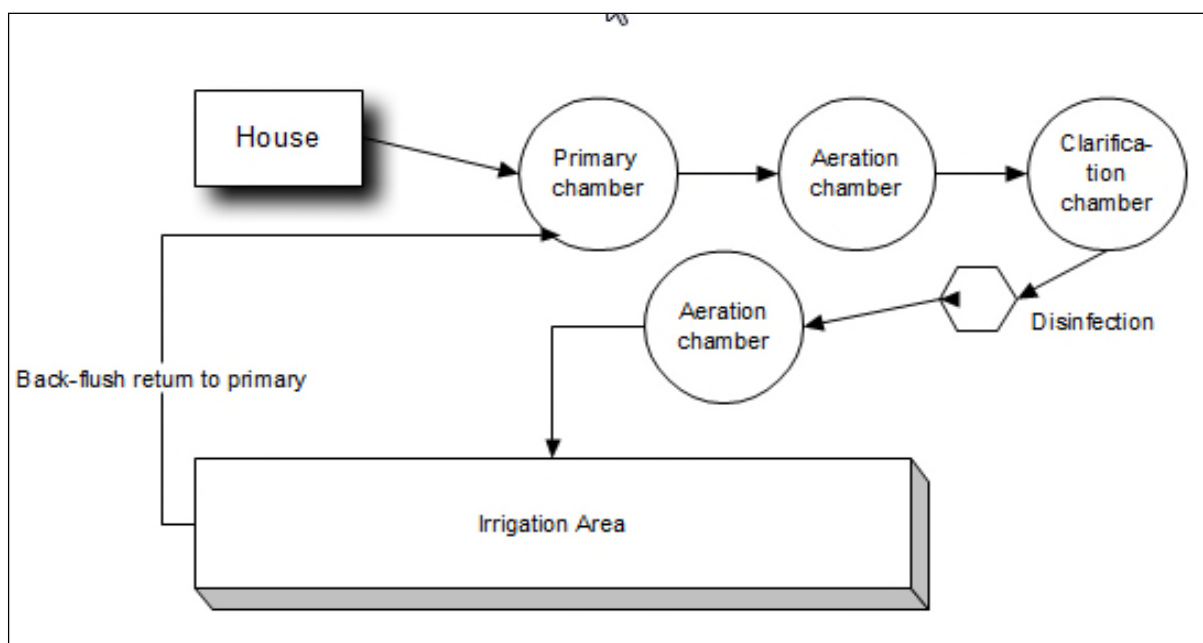 House
Primary
chamber
Aeration
chamber
Clarifica-
tion
chamber
Disinfection
Aeration
chamber
Back-flush return to primary
Irrigation Area